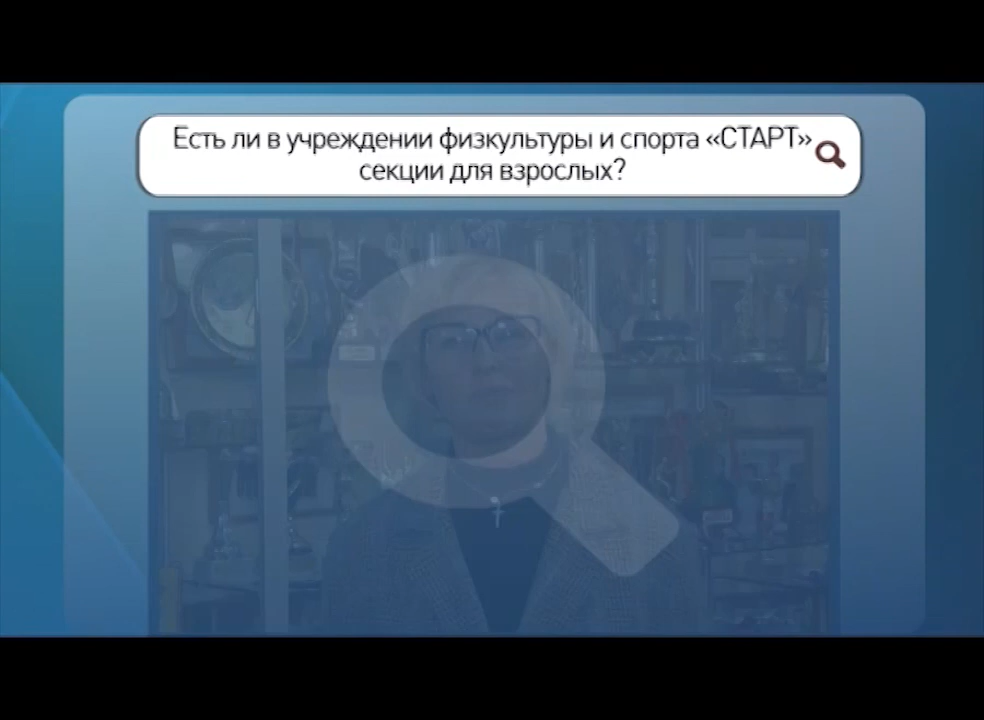 Есть ли в учреждении физкультуры и спорта «СТАРТ»
секции для взрослых?